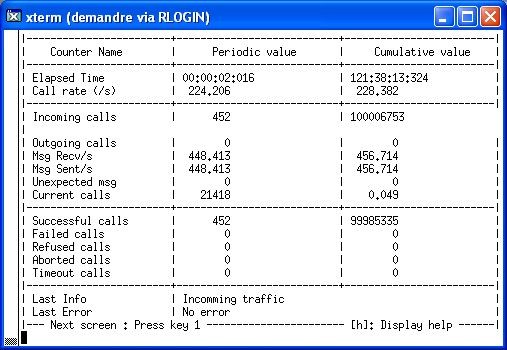 xterm (demandre via RLOGIN)
Counter Name | Periodic value | Cumulative value
Elapsed Time | 00:00:02:016 | 121:38:13:324
Call rate (/s) | 224.206 | 228.382
Incoming calls | 452 | 100006753
Outgoing calls | 0 | 0
Msg Recv/s | 448.413 | 456.714
Msg Sent/s | 448.413 | 456.714
Unexpected msg | 0 | 0
Current calls | 21418 | 0.049
Successful calls | 452 | 99985335
Failed calls | 0 | 0
Refused calls | 0 | 0
Aborted calls | 0 | 0
Timeout calls | 0 | 0
Last Info | Incomming traffic
Last Error | No error
|--- Next screen : Press key 1 -------------------- [h]: Display help ------|